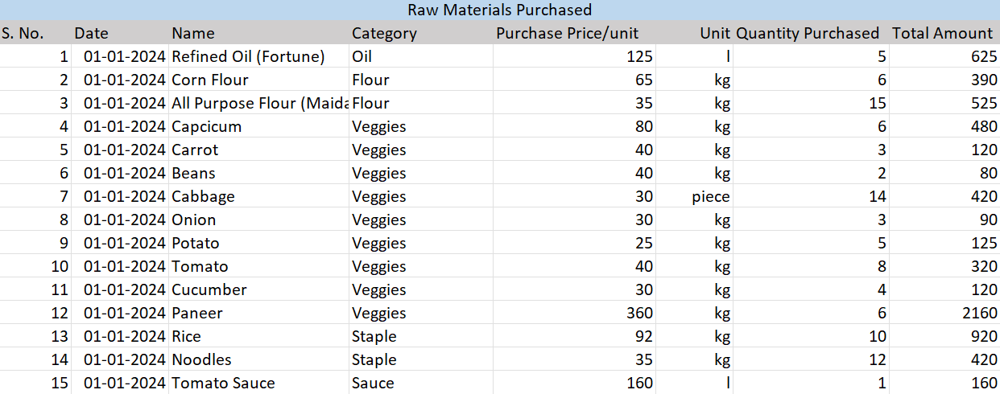 Raw Materials Purchased
S. No. Date Name Category Purchase Price/unit Unit Quantity Purchased Total Amount
1 01-01-2024 Refined Oil (Fortune) Oil 125 l 5 625
2 01-01-2024 Corn Flour Flour 65 kg 6 390
3 01-01-2024 All Purpose Flour (Maida Flour 35 kg 15 525
4 01-01-2024 Capcicum Veggies 80 kg 6 480
5 01-01-2024 Carrot Veggies 40 kg 3 120
6 01-01-2024 Beans Veggies 40 kg 2 80
7 01-01-2024 Cabbage Veggies 30 piece 14 420
8 01-01-2024 Onion Veggies 30 kg 3 90
9 01-01-2024 Potato Veggies 25 kg 5 125
10 01-01-2024 Tomato Veggies 40 kg 8 320
11 01-01-2024 Cucumber Veggies 30 kg 4 120
12 01-01-2024 Paneer Veggies 360 kg 6 2160
13 01-01-2024 Rice Staple 92 kg 10 920
14 01-01-2024 Noodles Staple 35 kg 12 420
15 01-01-2024 Tomato Sauce Sauce 160 l 1 160